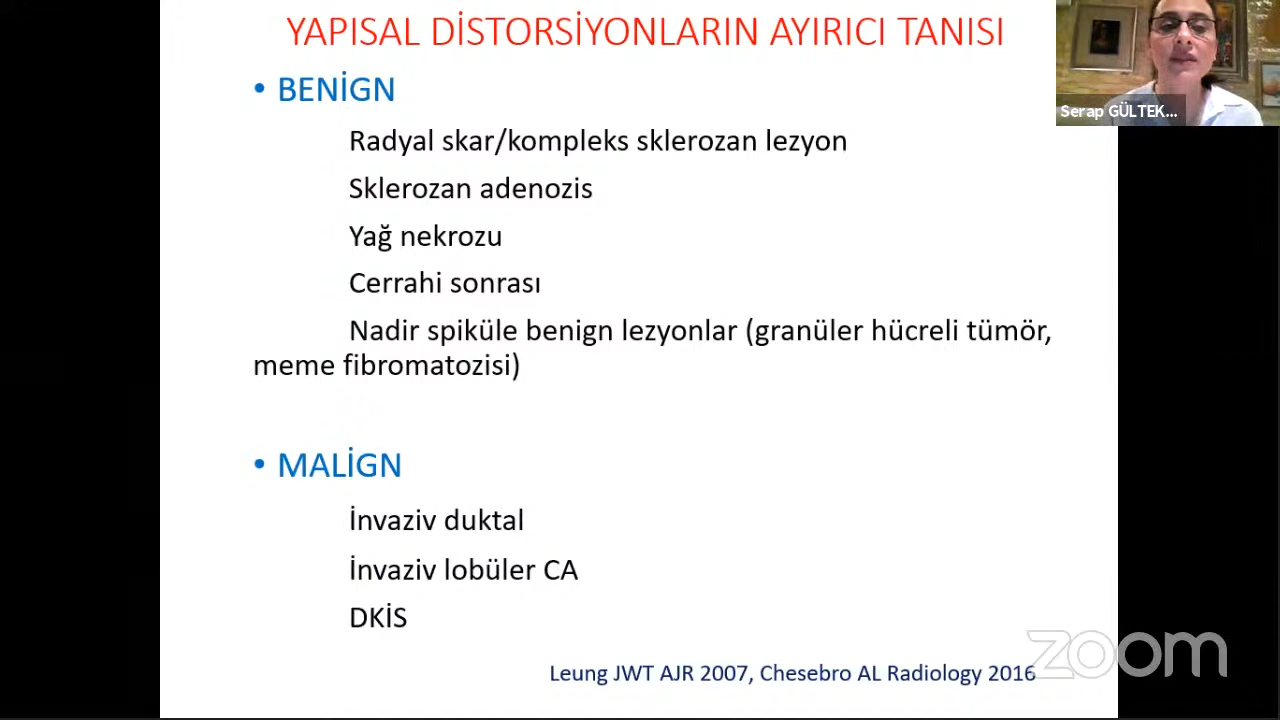 YAPISAL DİSTORSİYONLARIN AYIRICI TANISI
• BENİGN
Radyal skar/kompleks sklerozan lezyon
Sklerozan adenozis
Yağ nekrozu
Cerrahi sonrası
Nadir spiküle benign lezyonlar (granüler hücreli tümör,
meme fibromatozisi)
• MALİGN
İnvaziv duktal
İnvaziv lobüler CA
DKİS
Leung JWT AJR 2007, Chesebro AL Radiology 2016
Serap GÜLTEK...
zoom